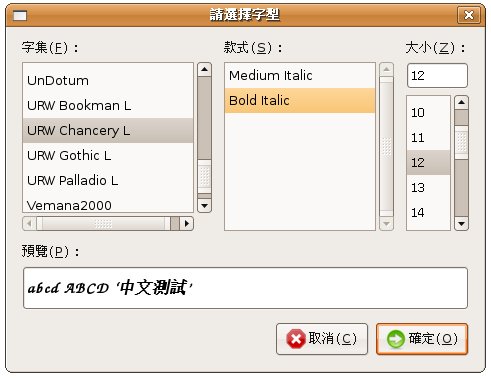 請選擇字型
字集(F)：
款式(S)：
大小(Z)：
UnDotum
URW Bookman L
URW Chancery L
URW Gothic L
URW Palladio L
Vemana2000
Medium Italic
Bold Italic
12
10
11
12
13
14
預覽(P)：
abcd ABCD '中文測試'
取消(C)
確定(O)